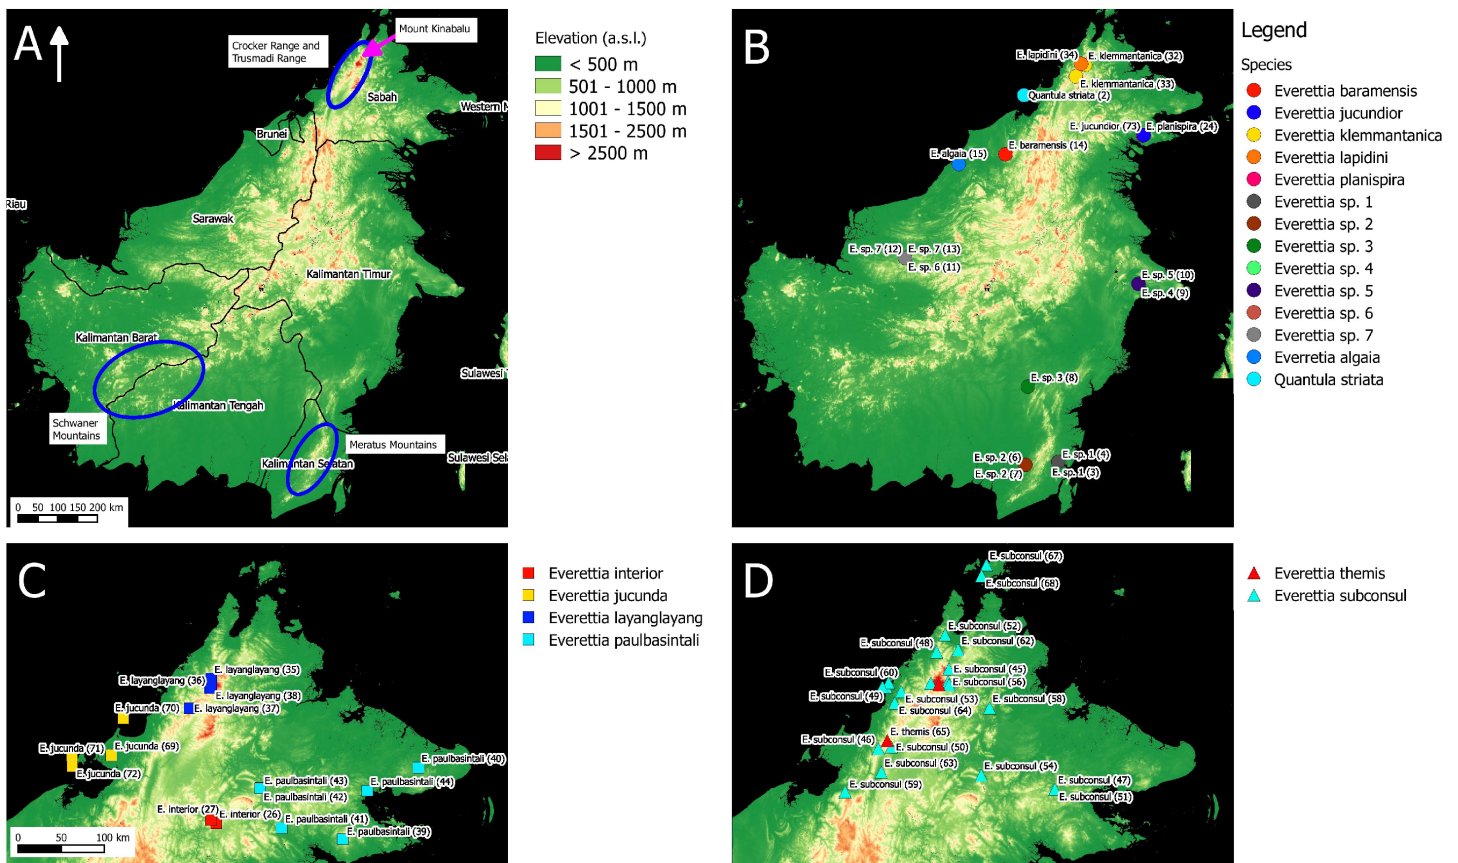 A
Mount Kinabalu
Crocker Range and
Trusmadi Range
Sabah
Western
Brunei
Riau
Sarawak
Kalimantan Timur
Kalimantan Barat
Sulawesi
Kalimantan Tengah
Schwaner
Mountains
Meratus Mountains
Kalimantan Selatan
Sulawesi
0 50 100 150 200 km
Elevation (a.s.l.)
< 500 m
501 - 1000 m
1001 - 1500 m
1501 - 2500 m
> 2500 m
B
E. lapidini (34)
E. klemmantanica (32)
E. klemmantanica (33)
Quantula striata (2)
E. jucundior (73)
E. planispira (24)
E. baramensis (14)
E. algaia (15)
E. sp. 7 (12)
E. sp. 7 (13)
E. sp. 6 (11)
E. sp. 5 (10)
E. sp. 4 (9)
E. sp. 3 (8)
E. sp. 2 (6)
E. sp. 2 (7)
E. sp. 1 (4)
E. sp. 1 (3)
Legend
Species
Everettia baramensis
Everettia jucundior
Everettia klemmantanica
Everettia lapidini
Everettia planispira
Everettia sp. 1
Everettia sp. 2
Everettia sp. 3
Everettia sp. 4
Everettia sp. 5
Everettia sp. 6
Everettia sp. 7
Everretia algaia
Quantula striata
C
E. layanglayang (35)
E. layanglayang (36)
E. layanglayang (38)
E. layanglayang (37)
E. jucunda (70)
E. jucunda (71)
E. jucunda (69)
E. jucunda (72)
E. paulbasintali (40)
E. paulbasintali (43)
E. paulbasintali (44)
E. paulbasintali (42)
E. interior (27)
E. interior (26)
E. paulbasintali (41)
E. paulbasintali (39)
0 50 100 km
Everettia interior
Everettia jucunda
Everettia layanglayang
Everettia paulbasintali
D
E. subconsul (67)
E. subconsul (68)
E. subconsul (52)
E. subconsul (48)
E. subconsul (62)
E. subconsul (60)
E. subconsul (45)
E. subconsul (56)
E. subconsul (49)
E. subconsul (53)
E. subconsul (58)
E. subconsul (64)
E. themis (65)
E. subconsul (46)
E. subconsul (50)
E. subconsul (63)
E. subconsul (54)
E. subconsul (59)
E. subconsul (47)
E. subconsul (51)
Everettia themis
Everettia subconsul